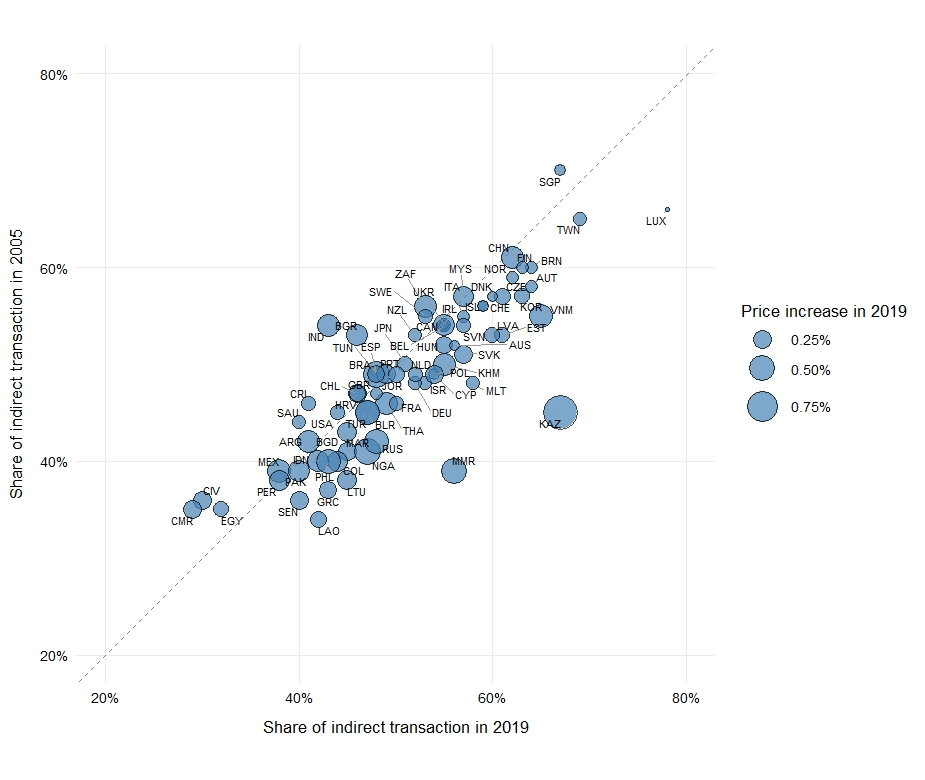 80%
60%
40%
20%
Share of indirect transaction in 2005
20%
40%
60%
80%
Share of indirect transaction in 2019
Price increase in 2019
0.25%
0.50%
0.75%
SGP
LUX
TWN
CHN
FIN
BRN
MYS
NOR
ZAF
AUT
ITA
DNK
CZE
SWE
UKR
NZL
IRL
ISL
CHE
KOR
VNM
JPN
CAN
LVA
EST
IND
BGR
SVN
TUN
ESP
BEL
HUN
AUS
SVK
BRA
PRT
NLD
POL
KHM
CHL
GBR
JOR
ISR
CYP
MLT
CRI
HRV
FRA
DEU
SAU
USA
TUR
BLR
THA
KAZ
ARG
BGD
MAR
RUS
MEX
IDN
NGA
MMR
PAK
PHL
COL
PER
LTU
CIV
SEN
GRC
CMR
EGY
LAO